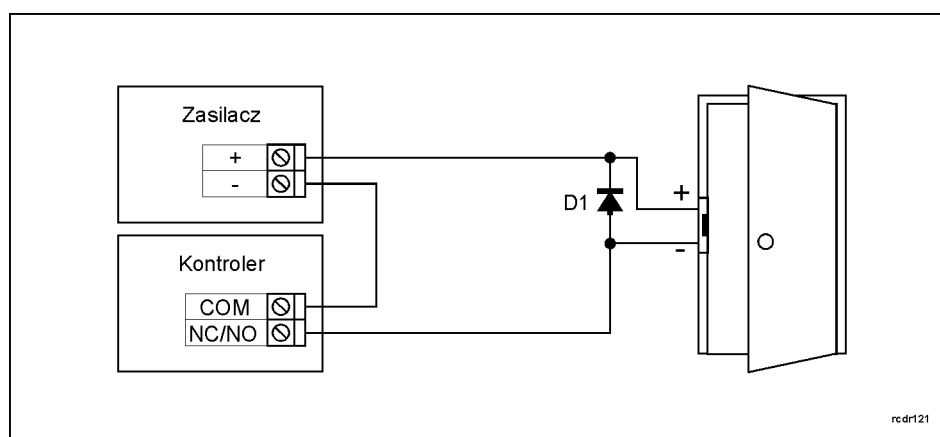 Zasilacz
+
-
Kontroler
COM
NC/NO
D1
+
-
rcdr121